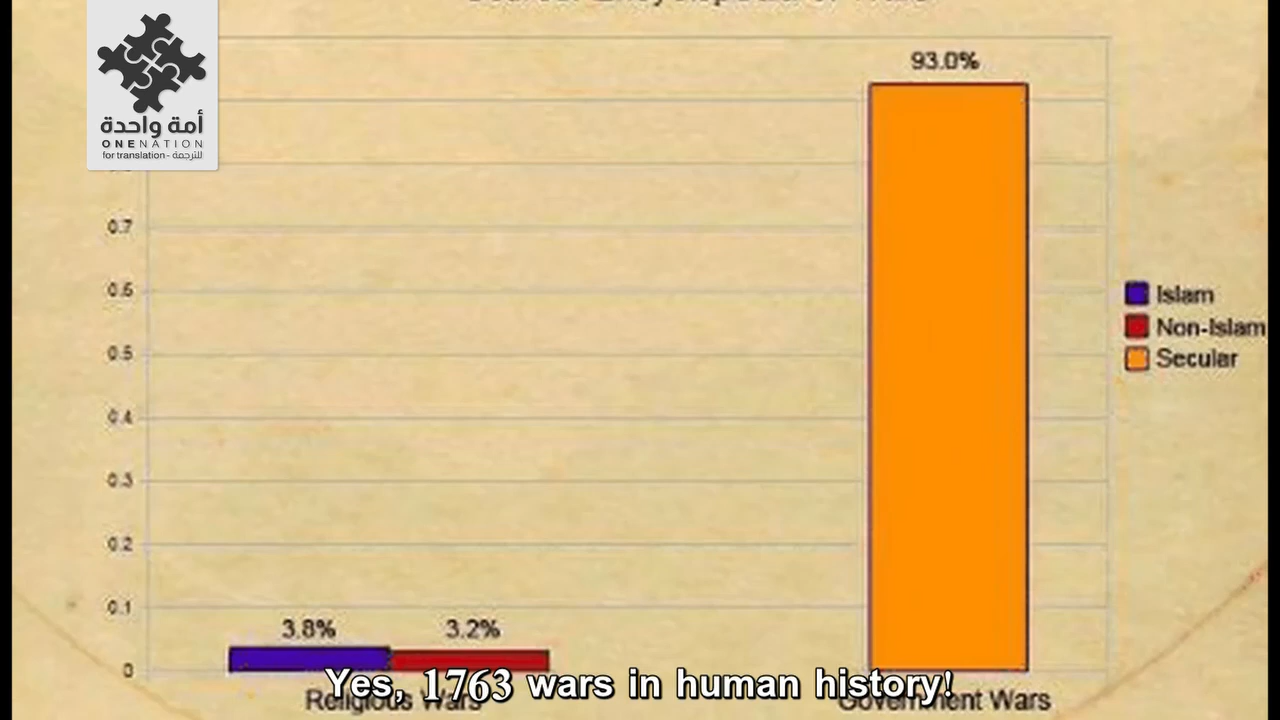 أمة واحدة
ONENATION
for translation - للترجمة
93.0%
0.7
0.6
0.5
0.4
0.3
0.2
0.1
0
3.8%
3.2%
Islam
Non-Islam
Secular
Religious Wars
Government Wars
Yes, 1763 wars in human history!